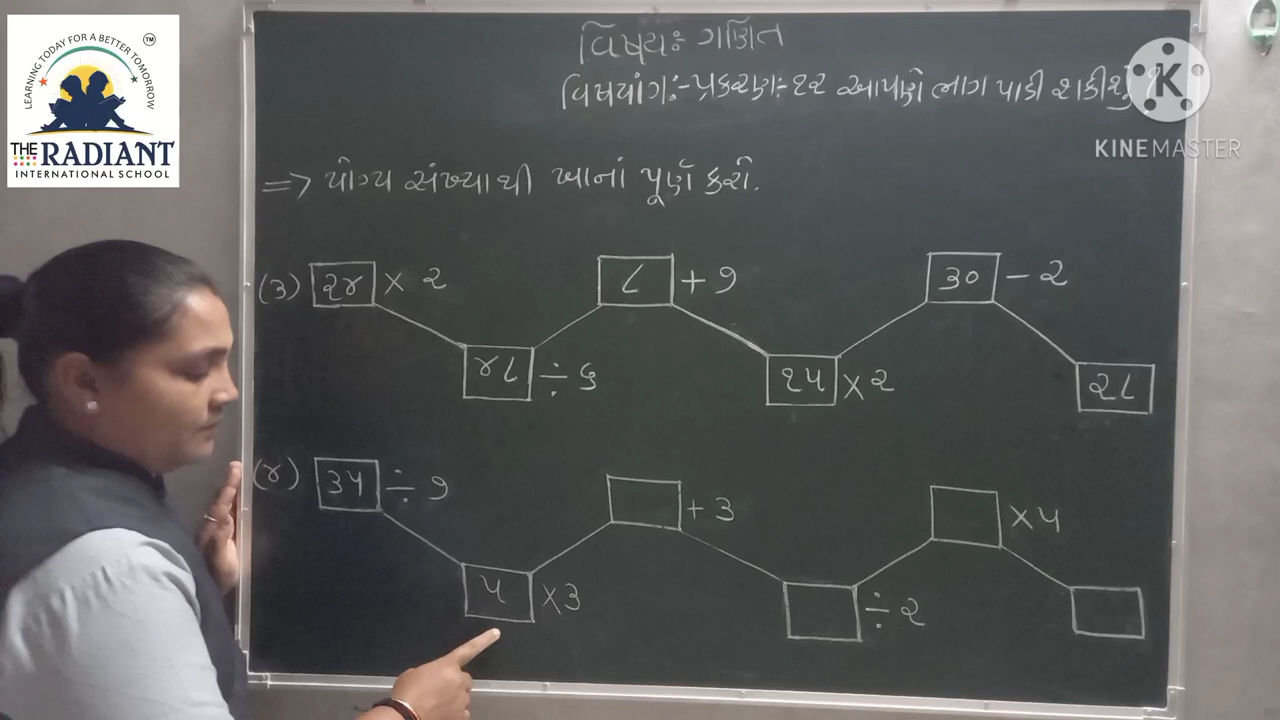 LEARNING TODAY FOR A BETTER TOMORROW
TM
THE RADIANT
INTERNATIONAL SCHOOL
K
KINEMASTER
વિષય:- ગણિત
વિષયાંગ:- પ્રકરણ:- ૧૨ આપણે ભાગ પાડી શકીશું ?
=> યોગ્ય સંખ્યાથી ખાનાં પૂર્ણ કરો.
(૩) ૨૪ × ૨ ૮ + ૭ ૩૦ - ૨
૪૮ ÷ ૬ ૧૫ × ૨ ૨૮
(૪) ૩૫ ÷ ૭ + ૩ × ૫
૫ × ૩ ÷ ૨